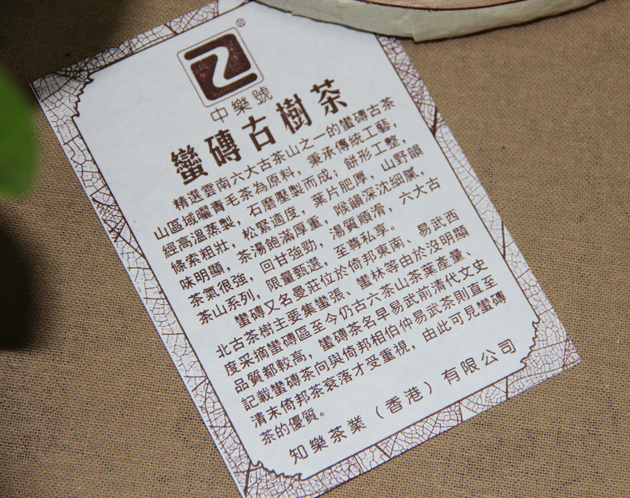 Z
®
中樂號
蠻磚古樹茶
精選雲南六大古茶山之一的蠻磚古茶
山區域曬青毛茶為原料，秉承傳統工藝，
經高溫蒸製，石磨壓製而成，餅形工整，
條索粗壯，松緊適度，葉片肥厚，山野韻
味明顯，茶湯飽滿厚重，喉韻深沈細膩，
茶氣很強，回甘強勁，湯質順滑，六大古
茶山系列，限量甄選，至尊私享。
蠻磚又名曼莊位於倚邦東南、易武西
北古茶樹主要集蠻張、蠻林等由於沒明顯
度采摘蠻磚區至今仍古六茶山茶葉產量、
品質都較高，蠻磚茶名早易武前清代文史
記載蠻磚茶向與倚邦相伯仲易武茶則直至
清末倚邦茶衰落才受重視，由此可見蠻磚
茶的優質。
知樂茶業（香港）有限公司